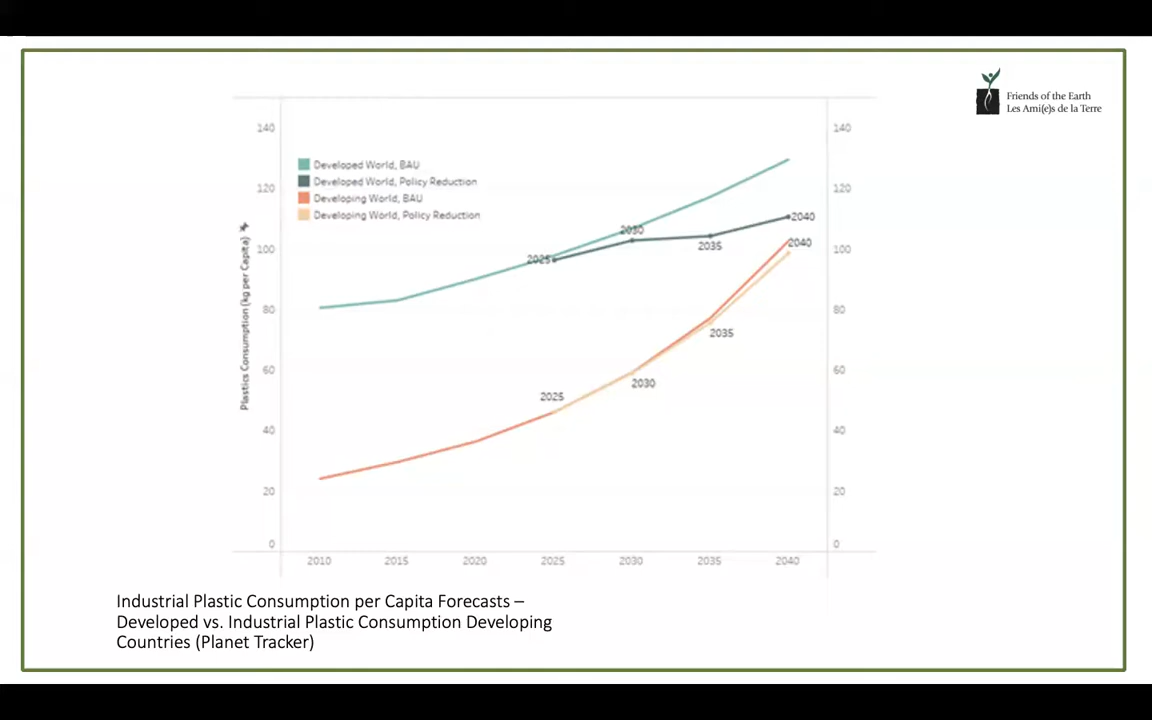 Friends of the Earth
Les Ami(e)s de la Terre
140
140
Developed World, BAU
Developed World, Policy Reduction
Developing World, BAU
Developing World, Policy Reduction
120
120
2040
2030
2035
2040
100
100
2025
Plastics Consumption (kg per Capita)
80
80
2035
60
60
2030
2025
40
40
20
20
0
0
2010 2015 2020 2025 2030 2035 2040
Industrial Plastic Consumption per Capita Forecasts –
Developed vs. Industrial Plastic Consumption Developing
Countries (Planet Tracker)